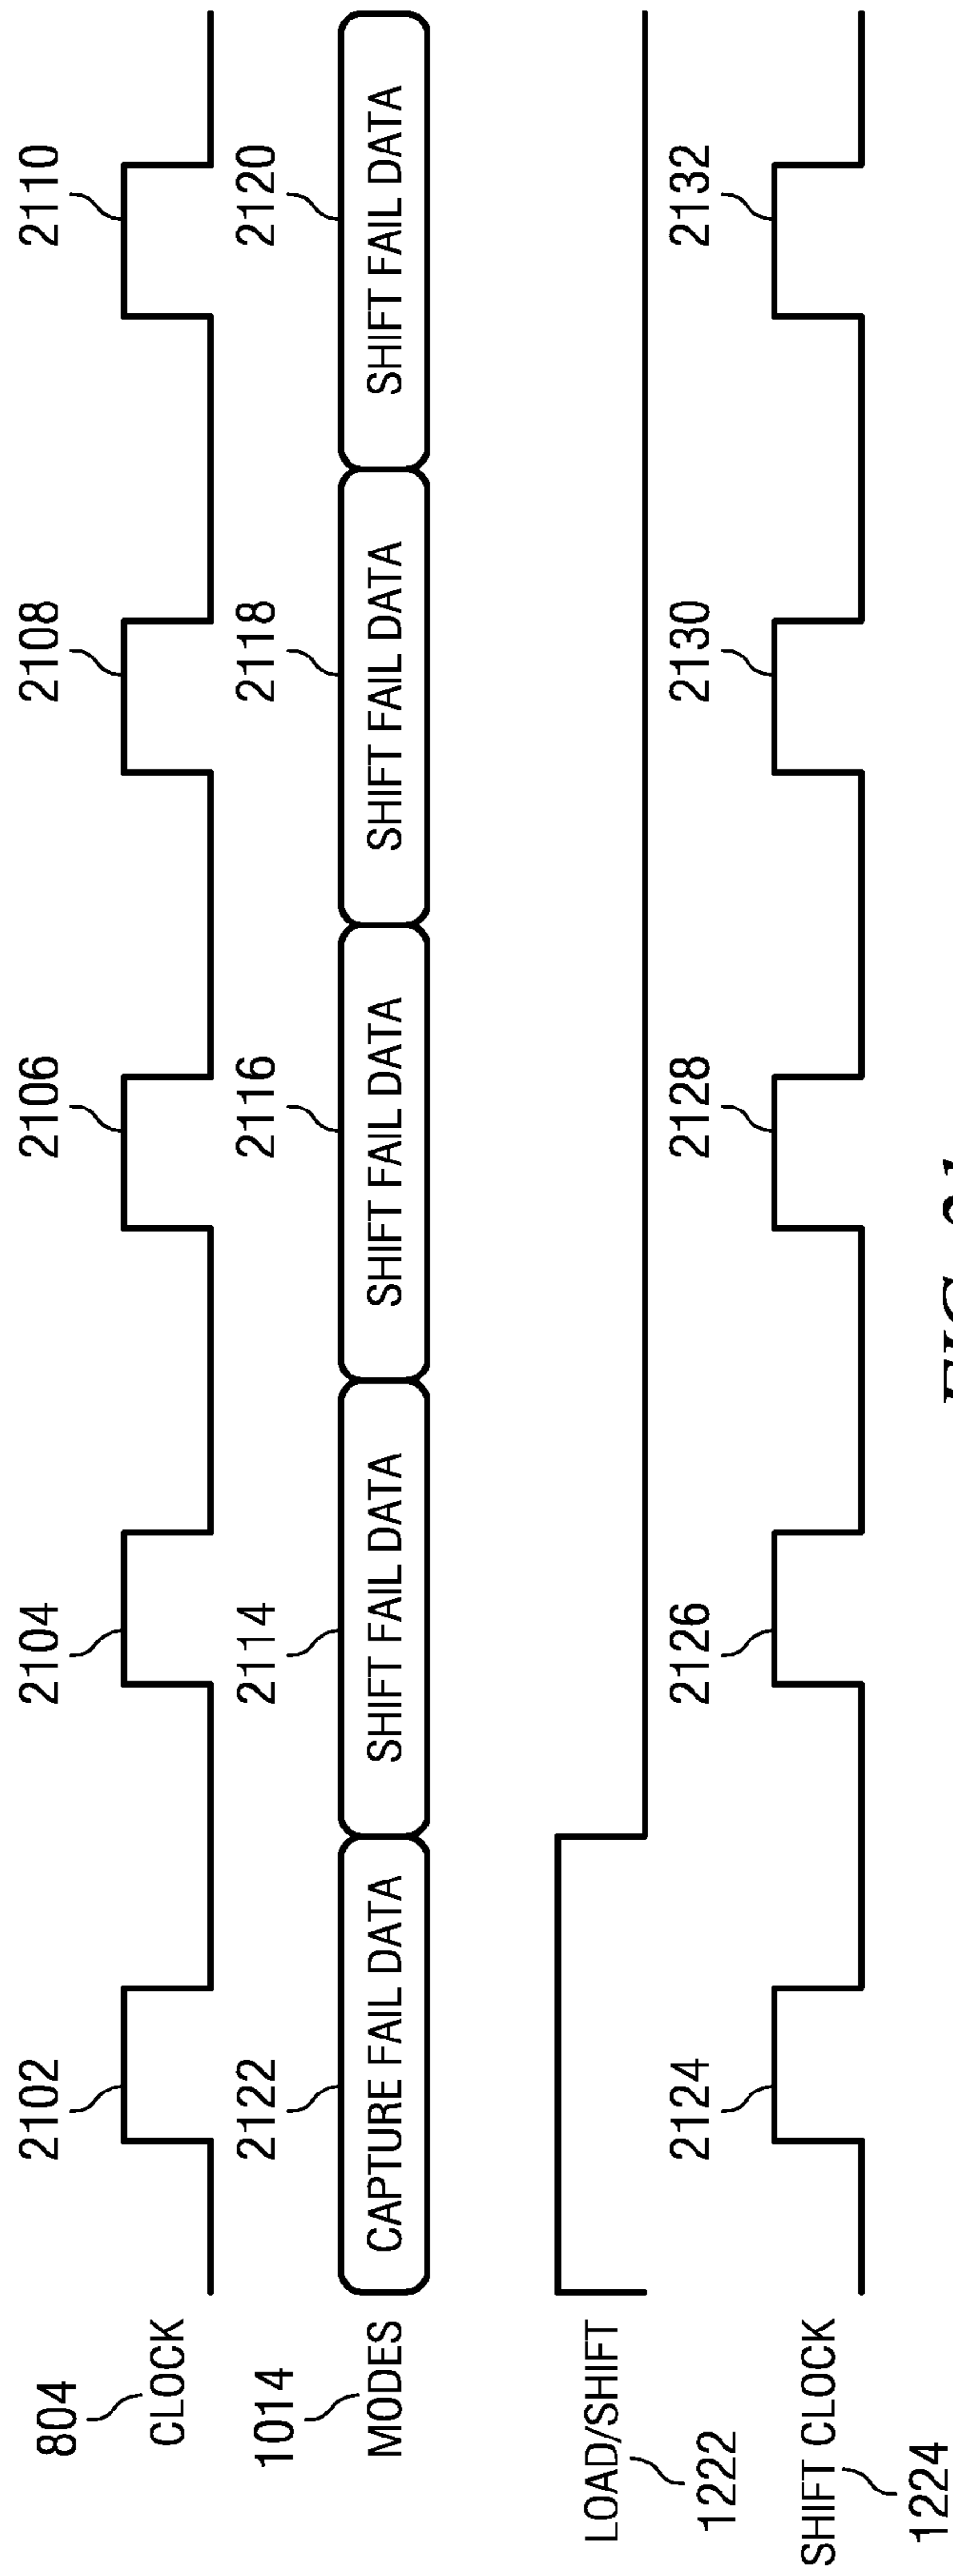 804
CLOCK
2102
2104
2106
2108
2110
1014
MODES
2122
2114
2116
2118
2120
CAPTURE FAIL DATA
SHIFT FAIL DATA
SHIFT FAIL DATA
SHIFT FAIL DATA
SHIFT FAIL DATA
LOAD/SHIFT
1222
2124
2126
2128
2130
2132
SHIFT CLOCK
1224